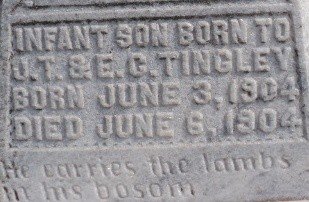 INFANT SON BORN TO
J.T. & E.C. TINGLEY
BORN JUNE 3, 1904
DIED JUNE 6, 1904
He carries the lambs
in his bosom.